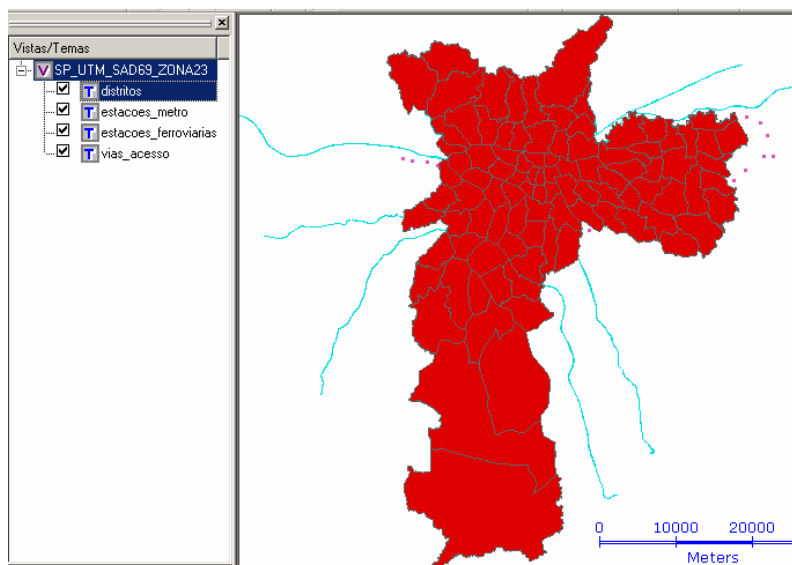 Vistas/Temas
SP_UTM_SAD69_ZONA23
distritos
estacoes_metro
estacoes_ferroviarias
vias_acesso
0 10000 20000
Meters